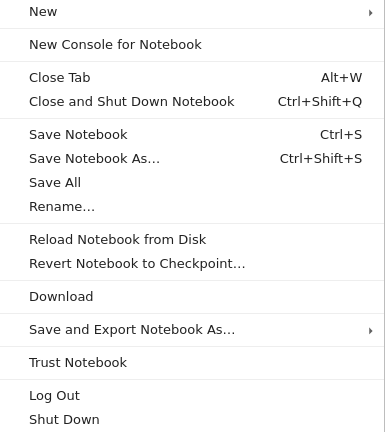 New
New Console for Notebook
Close Tab Alt+W
Close and Shut Down Notebook Ctrl+Shift+Q
Save Notebook Ctrl+S
Save Notebook As… Ctrl+Shift+S
Save All
Rename…
Reload Notebook from Disk
Revert Notebook to Checkpoint…
Download
Save and Export Notebook As…
Trust Notebook
Log Out
Shut Down